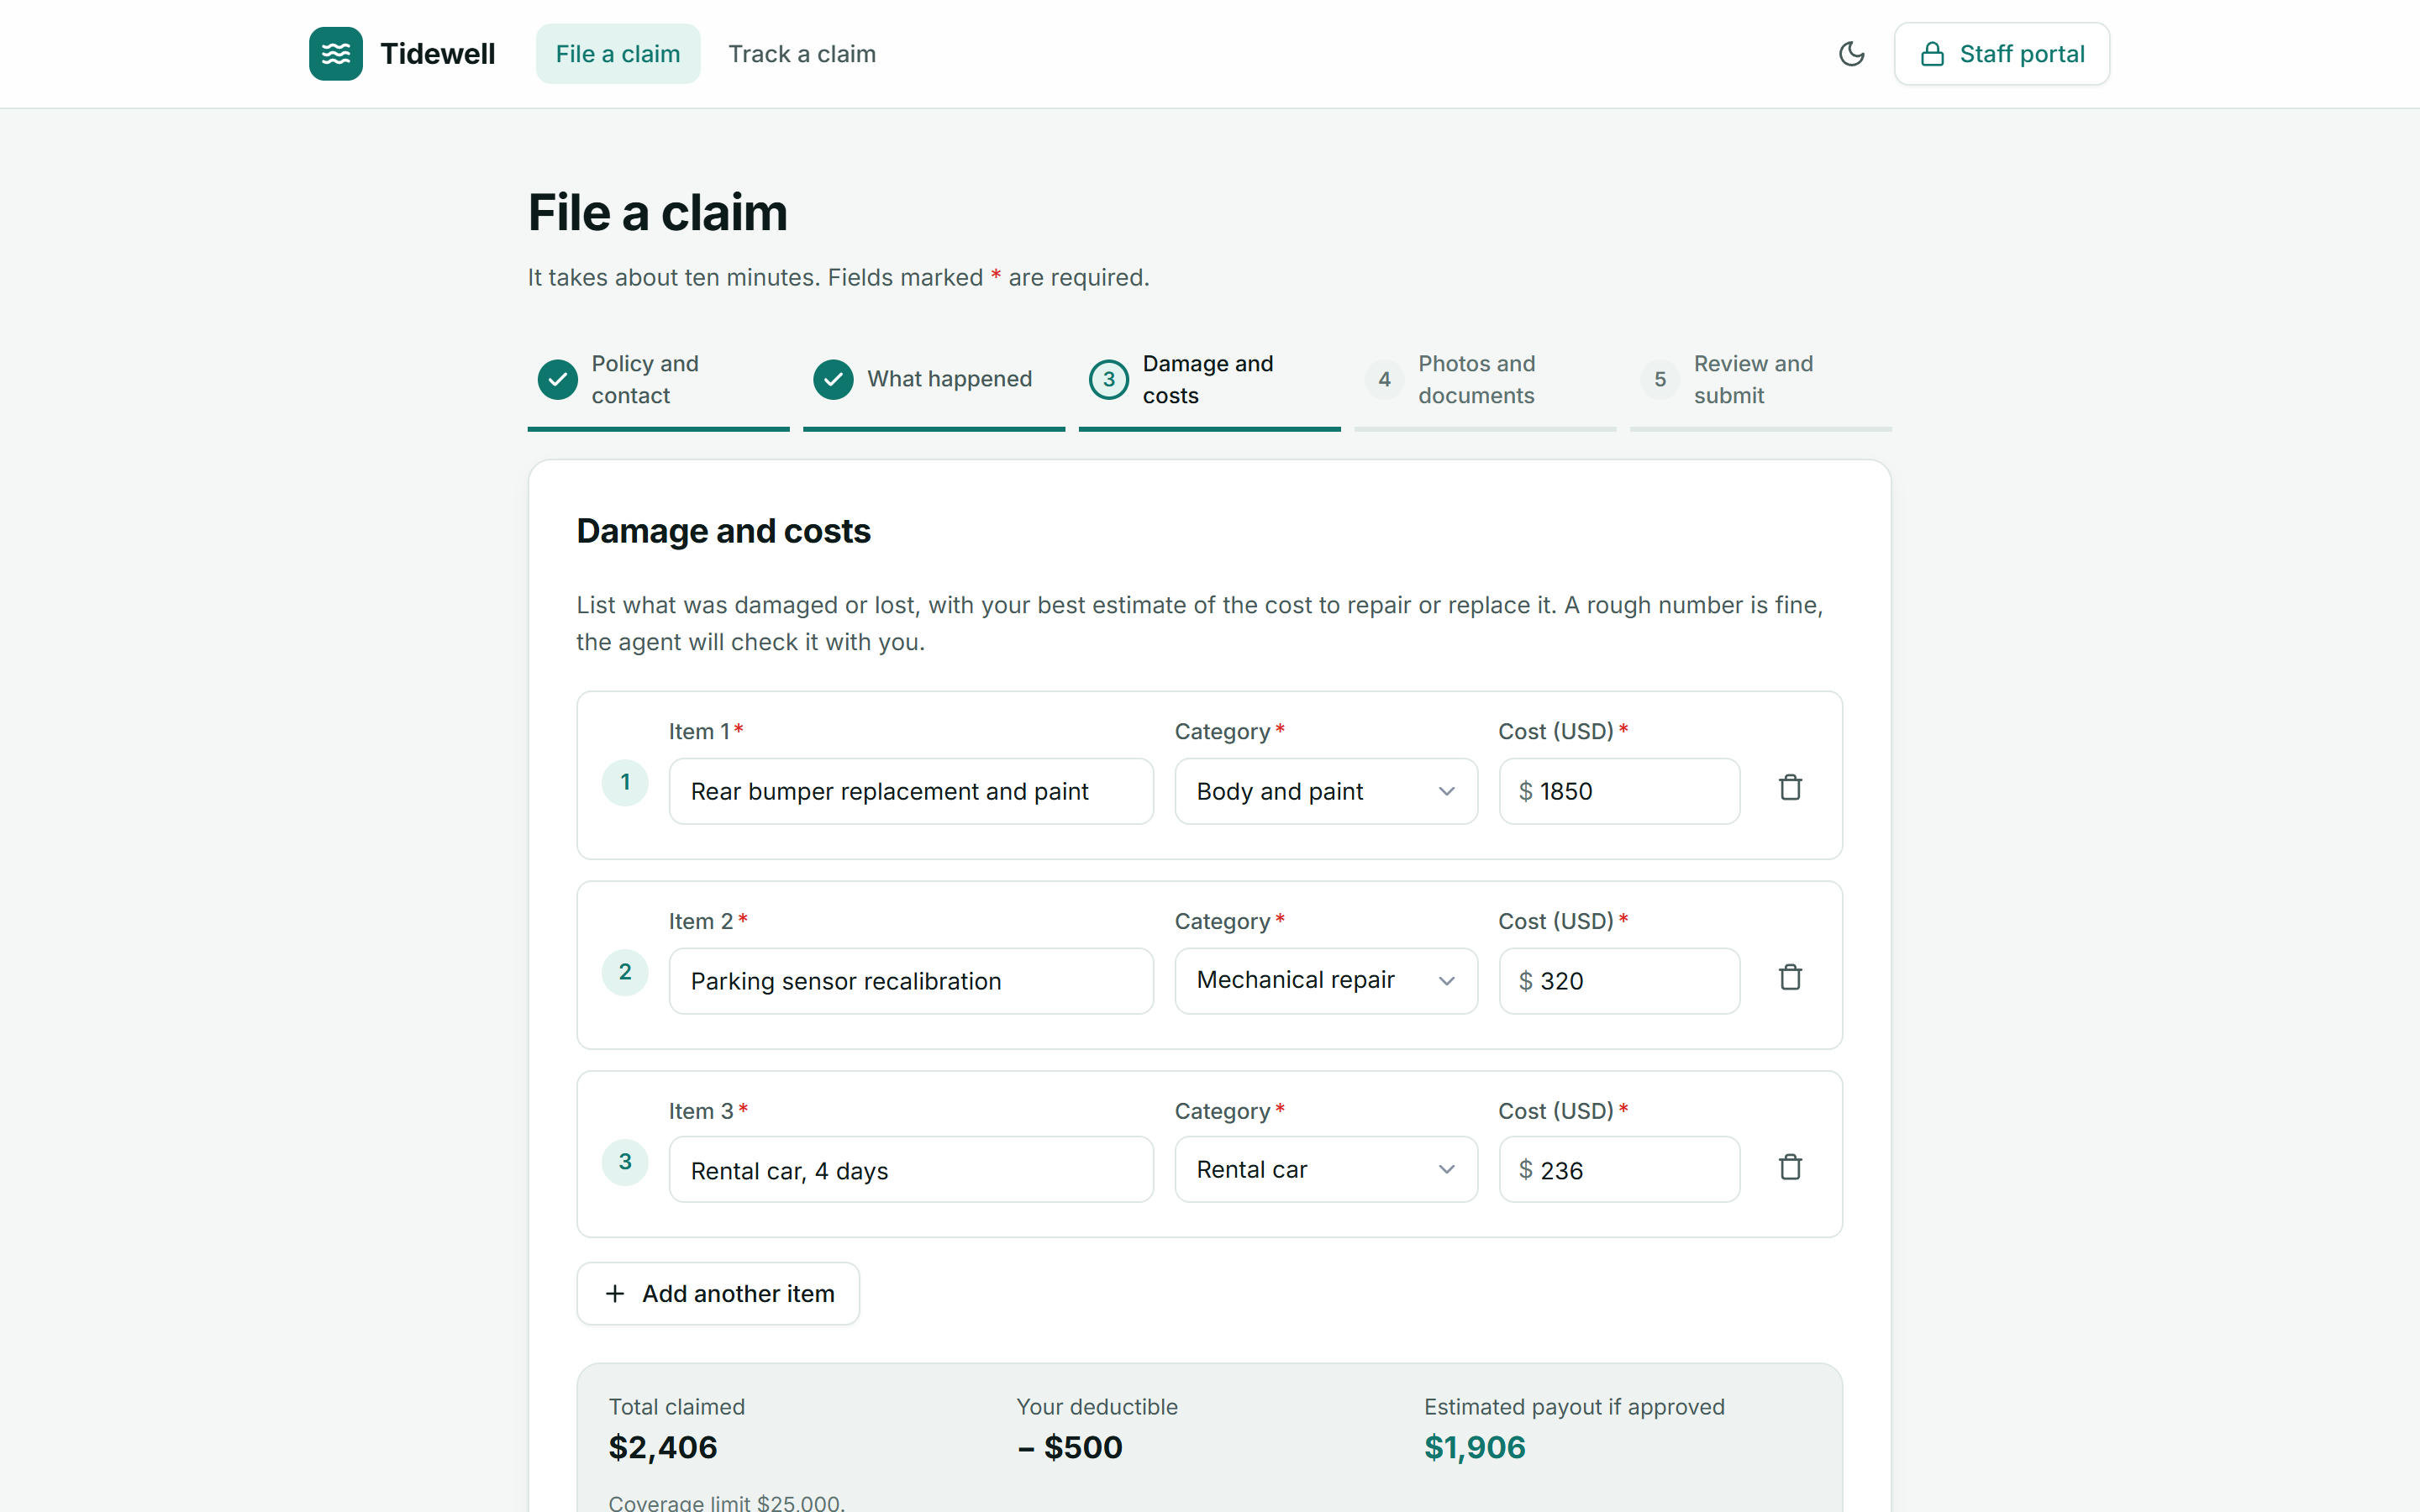 Tidewell
File a claim
Track a claim
Staff portal
File a claim
It takes about ten minutes. Fields marked * are required.
Policy and
contact
What happened
3
Damage and
costs
4
Photos and
documents
5
Review and
submit
Damage and costs
List what was damaged or lost, with your best estimate of the cost to repair or replace it. A rough number is fine,
the agent will check it with you.
1
Item 1 *
Category *
Cost (USD) *
Rear bumper replacement and paint
Body and paint
$ 1850
2
Item 2 *
Category *
Cost (USD) *
Parking sensor recalibration
Mechanical repair
$ 320
3
Item 3 *
Category *
Cost (USD) *
Rental car, 4 days
Rental car
$ 236
+ Add another item
Total claimed
$2,406
Your deductible
– $500
Estimated payout if approved
$1,906
Coverage limit $25,000.